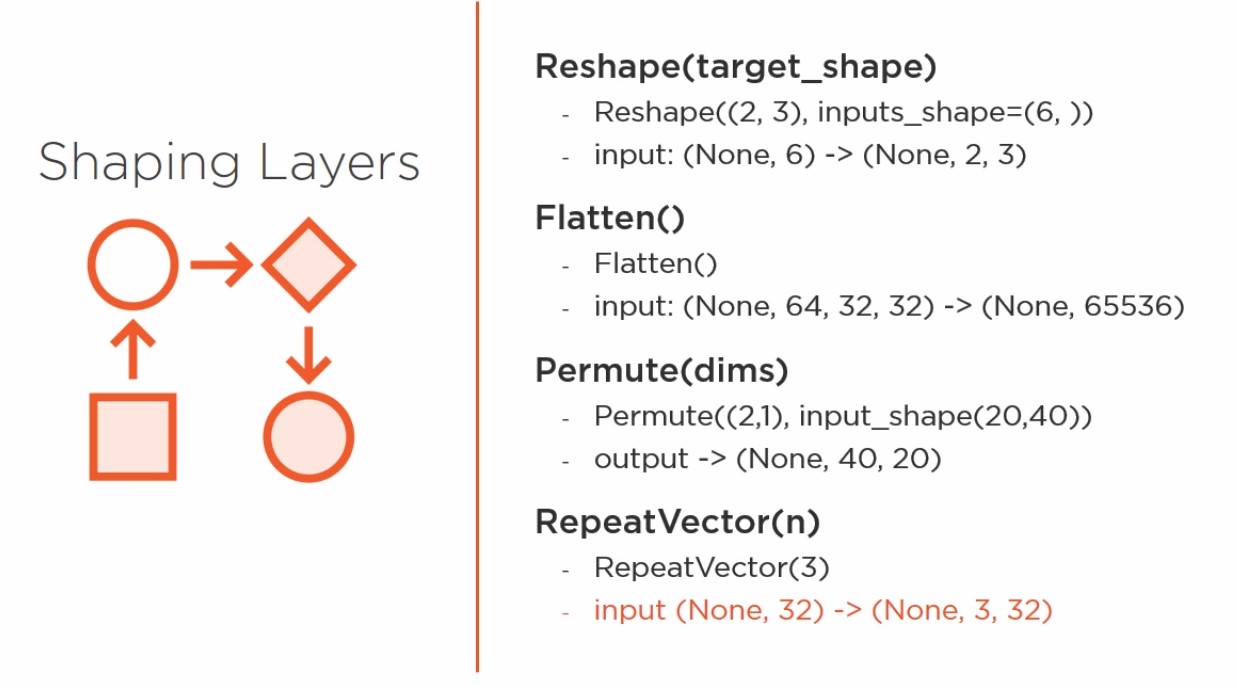 Shaping Layers
Reshape(target_shape)
- Reshape((2, 3), inputs_shape=(6, ))
- input: (None, 6) -> (None, 2, 3)
Flatten()
- Flatten()
- input: (None, 64, 32, 32) -> (None, 65536)
Permute(dims)
- Permute((2,1), input_shape(20,40))
- output -> (None, 40, 20)
RepeatVector(n)
- RepeatVector(3)
- input (None, 32) -> (None, 3, 32)